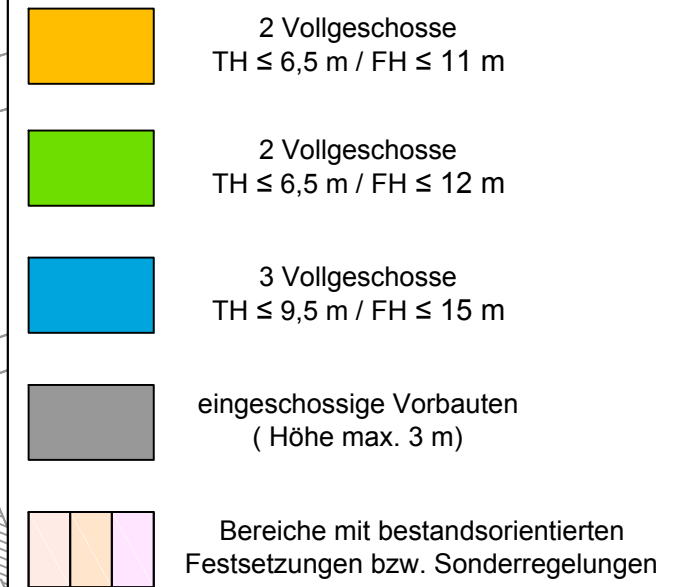 2 Vollgeschosse
TH ≤ 6,5 m / FH ≤ 11 m
2 Vollgeschosse
TH ≤ 6,5 m / FH ≤ 12 m
3 Vollgeschosse
TH ≤ 9,5 m / FH ≤ 15 m
eingeschossige Vorbauten
( Höhe max. 3 m)
Bereiche mit bestandsorientierten
Festsetzungen bzw. Sonderregelungen